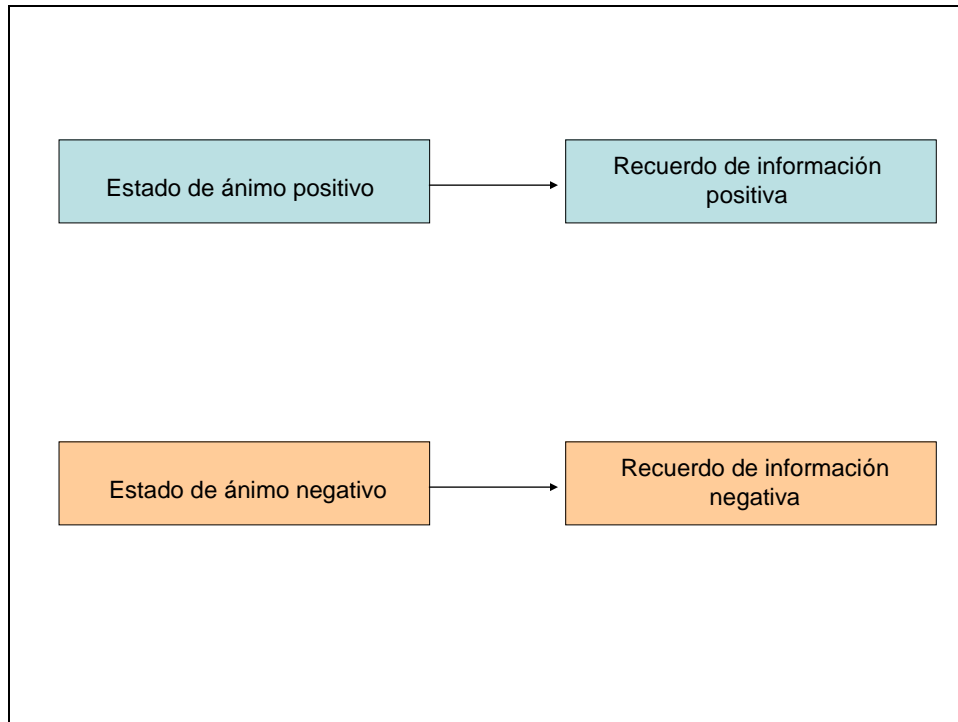 Estado de ánimo positivo
Recuerdo de información
positiva
Estado de ánimo negativo
Recuerdo de información
negativa